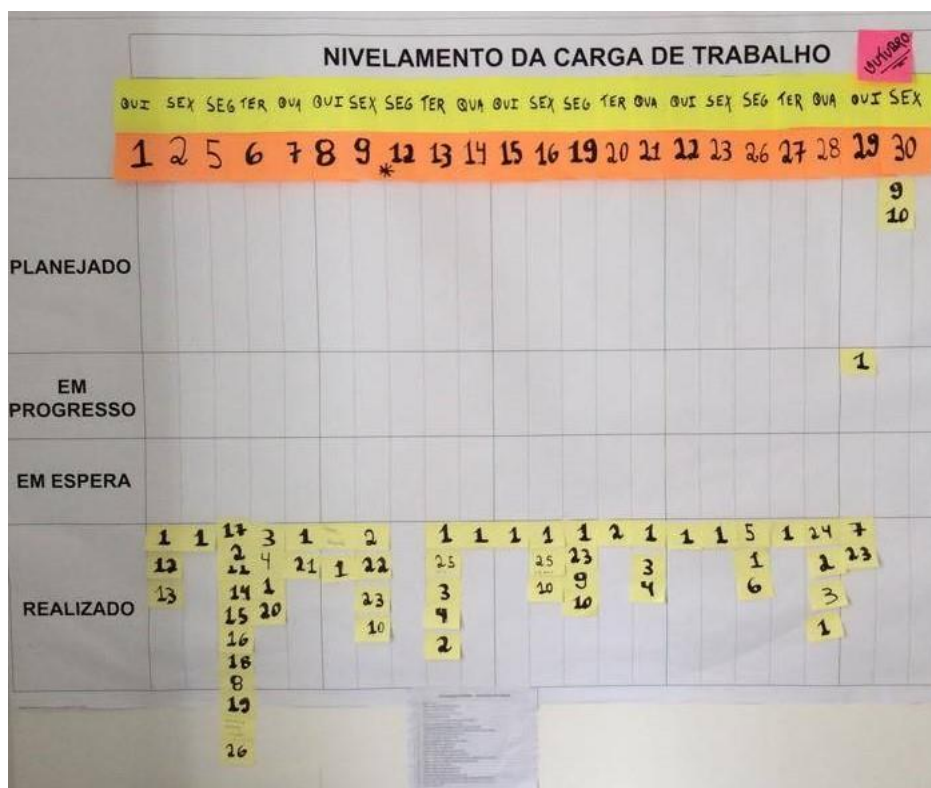 NIVELAMENTO DA CARGA DE TRABALHO
OUTUBRO
QUI SEX SEG TER QUA QUI SEX SEG TER QUA QUI SEX SEG TER QUA QUI SEX SEG TER QUA QUI SEX
1 2 5 6 7 8 9 * 12 13 14 15 16 19 20 21 22 23 26 27 28 29 30
9
10
PLANEJADO
1
EM
PROGRESSO
EM ESPERA
1 1 17 3 1 2 1 1 1 1 1 2 1 1 1 5 1 24 7
12 2 4 21 1 22 25 25 23 3 1 2 23
13 14 1 23 3 10 9 4 6 3
REALIZADO
15 20 10 4 10 1
16 2
18
8
19
26